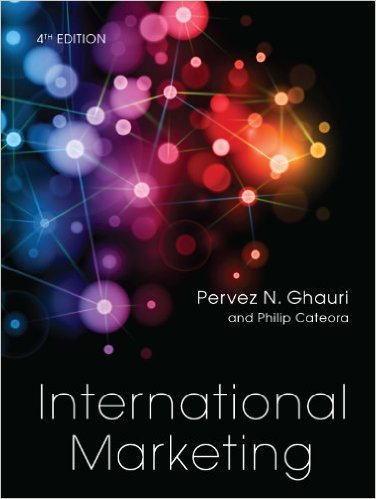 4TH EDITION
Pervez N. Ghauri
and Philip Cateora
International
Marketing